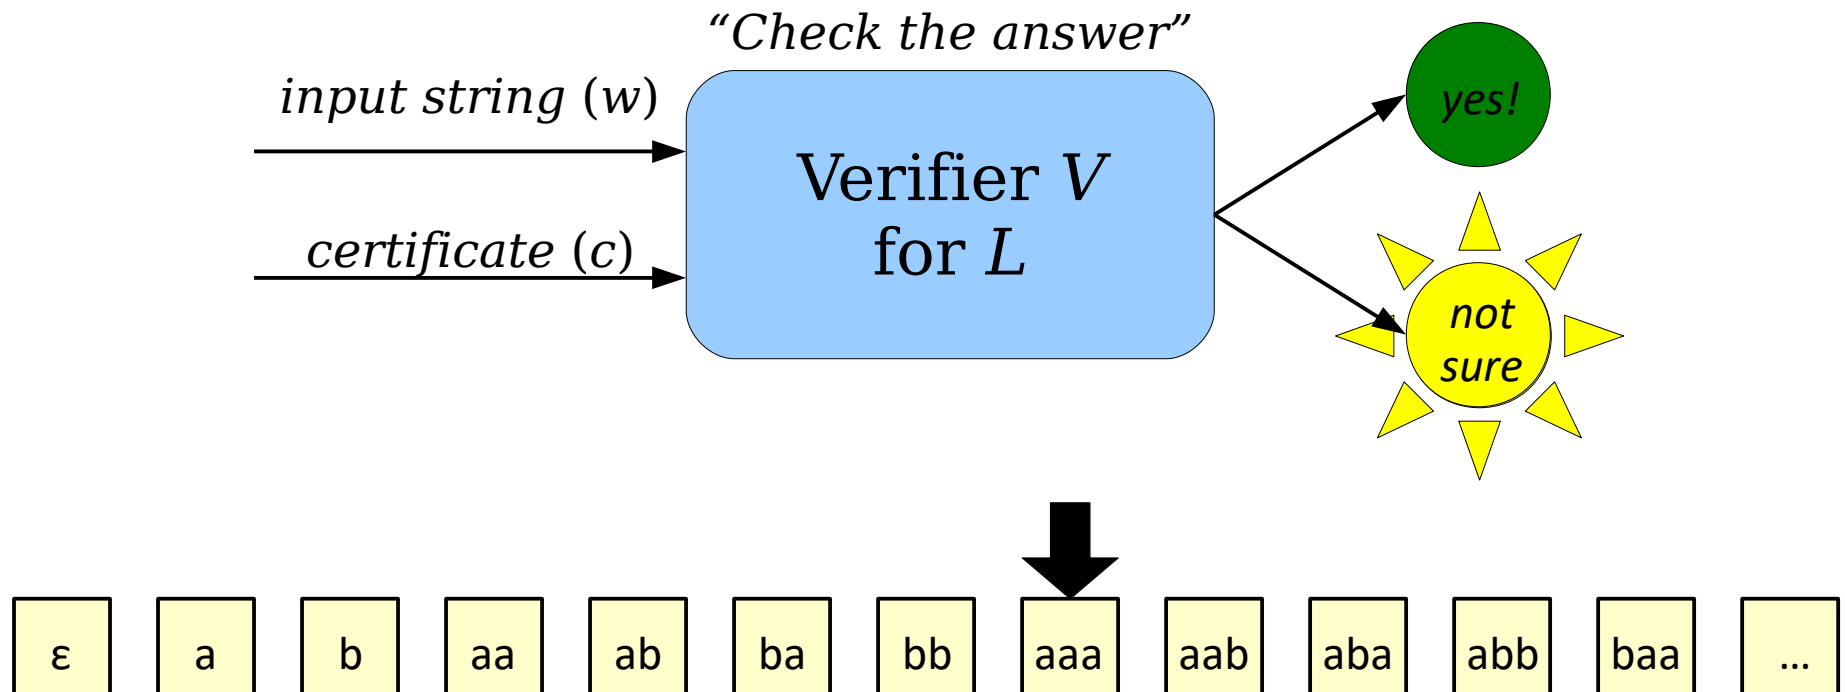 “Check the answer”
input string (w)
certificate (c)
Verifier V
for L
yes!
not
sure
ε a b aa ab ba bb aaa aab aba abb baa ...